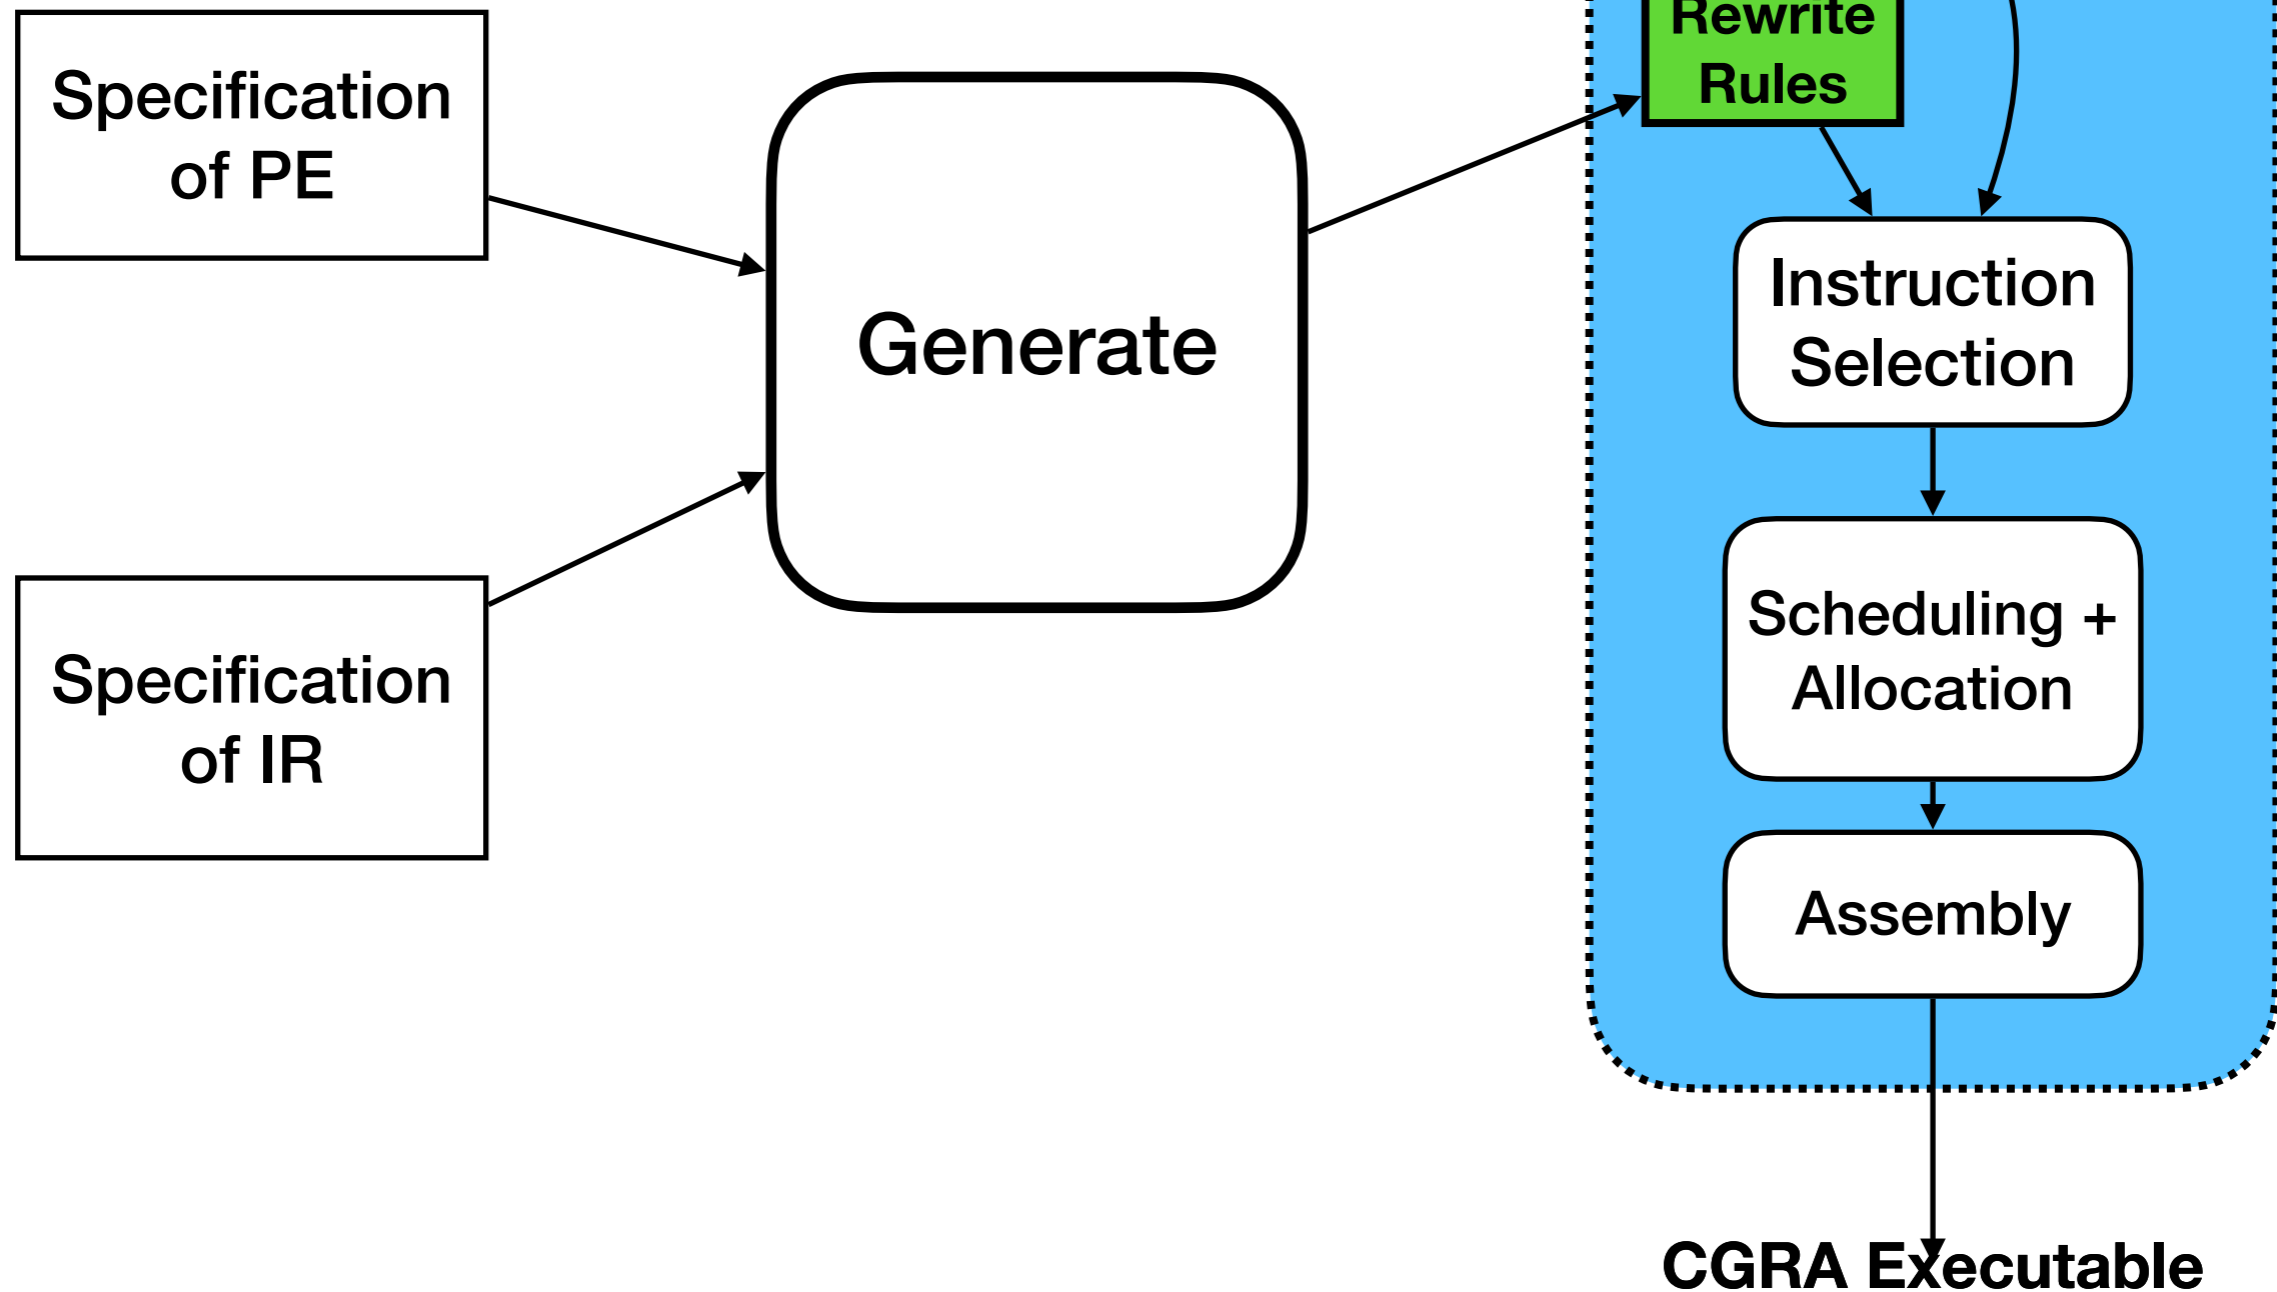 Specification
of PE
Specification
of IR
Generate
Rewrite
Rules
Instruction
Selection
Scheduling +
Allocation
Assembly
CGRA Executable